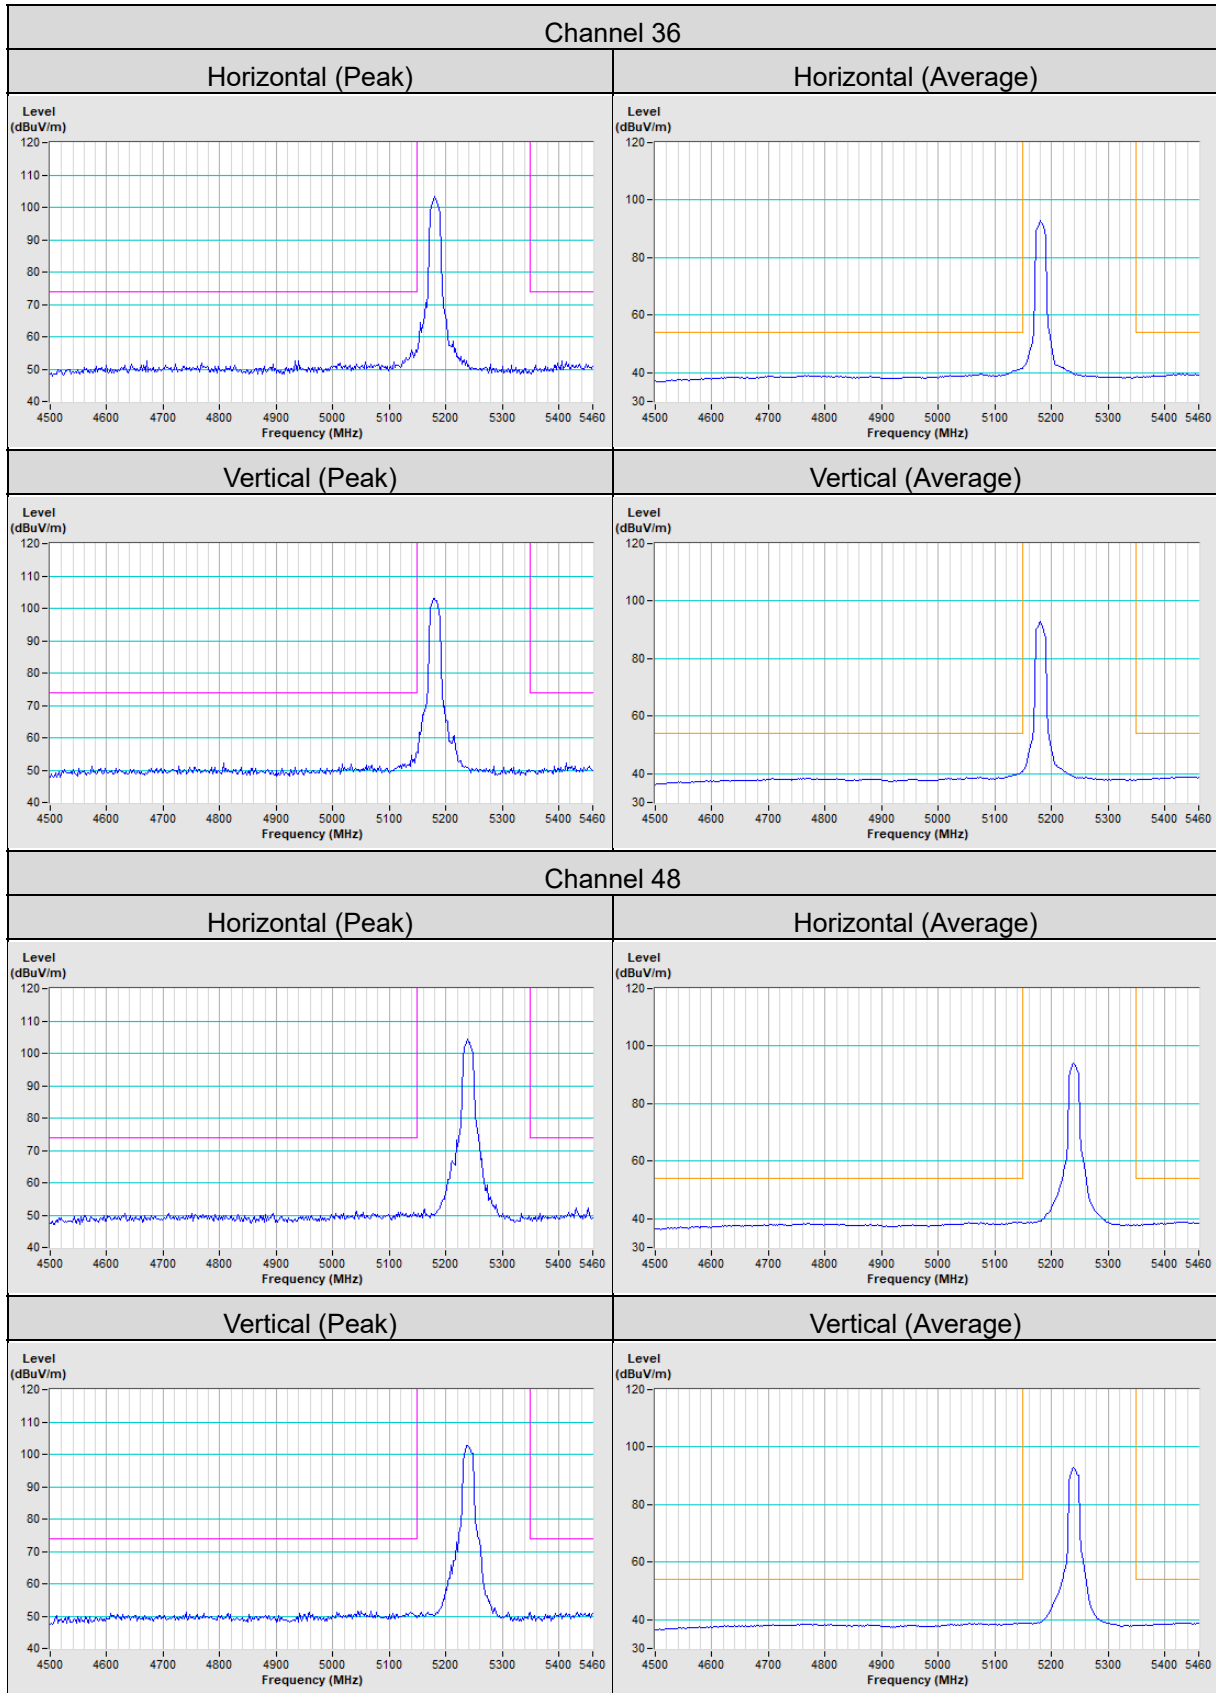 Channel 36
Horizontal (Peak) Horizontal (Average)
Level Level
(dBuV/m) (dBuV/m)
120 120
110
100 100
90
80 80
70
60 60
50
40 40
30
4500 4600 4700 4800 4900 5000 5100 5200 5300 5400 5460 4500 4600 4700 4800 4900 5000 5100 5200 5300 5400 5460
Frequency (MHz) Frequency (MHz)
Vertical (Peak) Vertical (Average)
Level Level
(dBuV/m) (dBuV/m)
120 120
110
100 100
90
80 80
70
60 60
50
40 40
30
4500 4600 4700 4800 4900 5000 5100 5200 5300 5400 5460 4500 4600 4700 4800 4900 5000 5100 5200 5300 5400 5460
Frequency (MHz) Frequency (MHz)
Channel 48
Horizontal (Peak) Horizontal (Average)
Level Level
(dBuV/m) (dBuV/m)
120 120
110
100 100
90
80 80
70
60 60
50
40 40
30
4500 4600 4700 4800 4900 5000 5100 5200 5300 5400 5460 4500 4600 4700 4800 4900 5000 5100 5200 5300 5400 5460
Frequency (MHz) Frequency (MHz)
Vertical (Peak) Vertical (Average)
Level Level
(dBuV/m) (dBuV/m)
120 120
110
100 100
90
80 80
70
60 60
50
40 40
30
4500 4600 4700 4800 4900 5000 5100 5200 5300 5400 5460 4500 4600 4700 4800 4900 5000 5100 5200 5300 5400 5460
Frequency (MHz) Frequency (MHz)